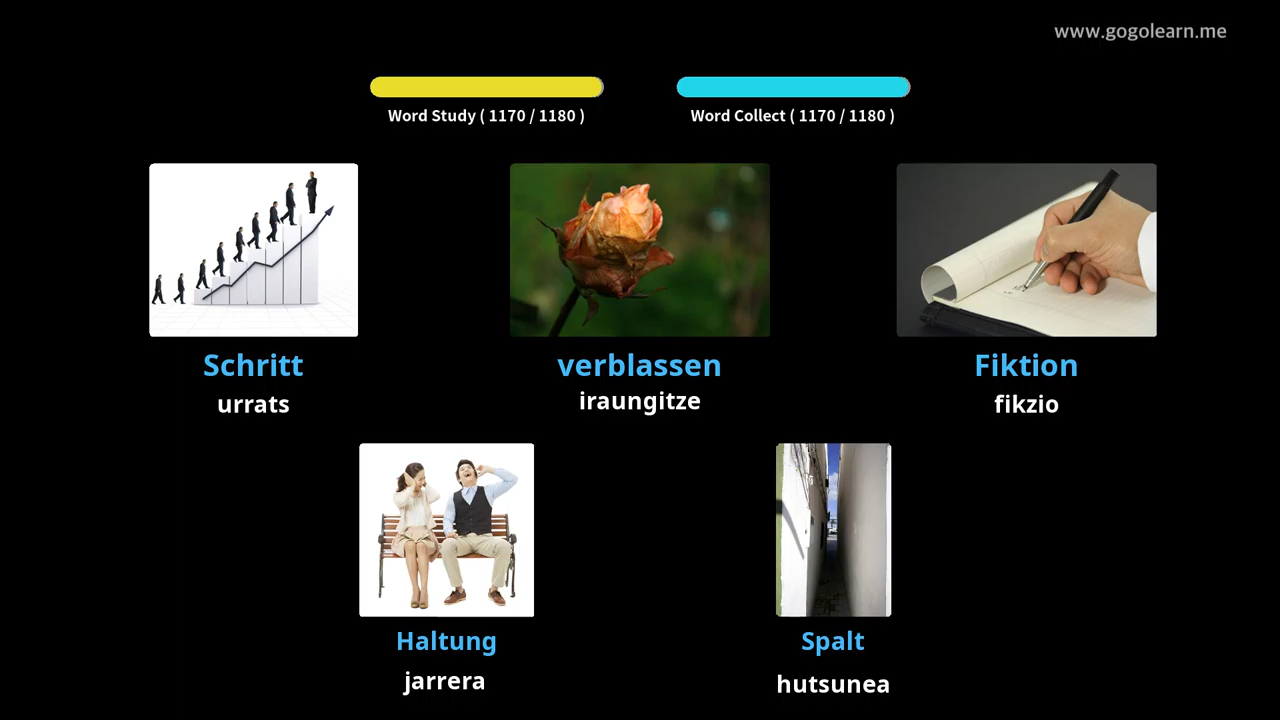 www.gogolearn.me
Word Study ( 1170 / 1180 )
Word Collect ( 1170 / 1180 )
Schritt
urrats
verblassen
iraungitze
Fiktion
fikzio
Haltung
jarrera
Spalt
hutsunea